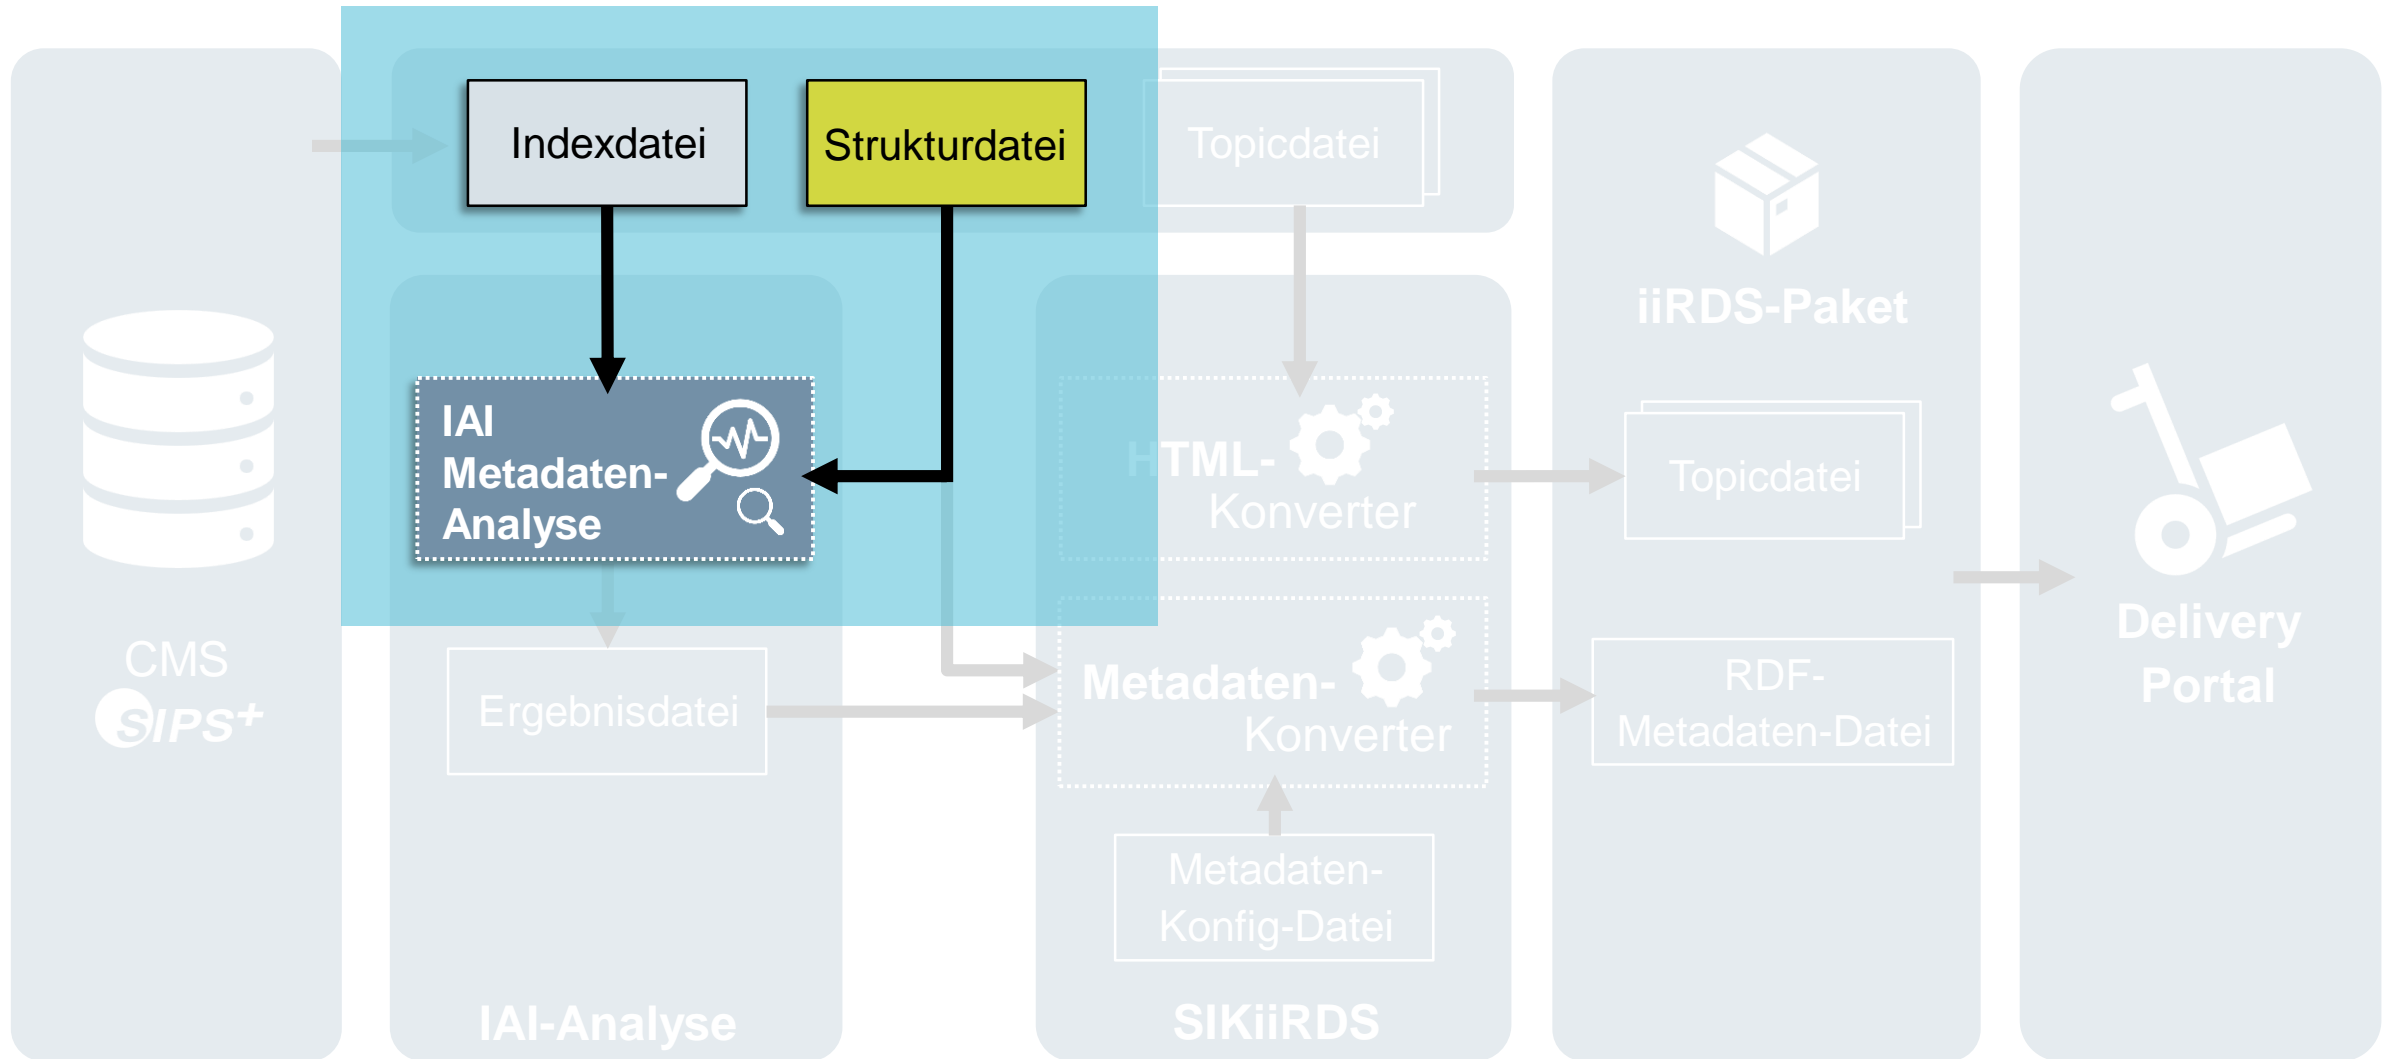 Indexdatei
Strukturdatei
Topicdatei
IAI
Metadaten-
Analyse
HTML-
Konverter
iiRDS-Paket
Topicdatei
CMS
SIPS+
Ergebnisdatei
Metadaten-
Konverter
RDF-
Metadaten-Datei
Delivery
Portal
Metadaten-
Konfig-Datei
IAI-Analyse
SIKiiRDS